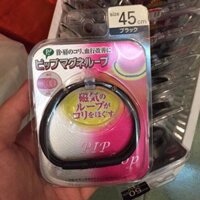 size
45cm
ブラック
首・肩のコリ、血行改善に
ピップマグネループ
磁気の
ループが
コリをほぐす
PIP